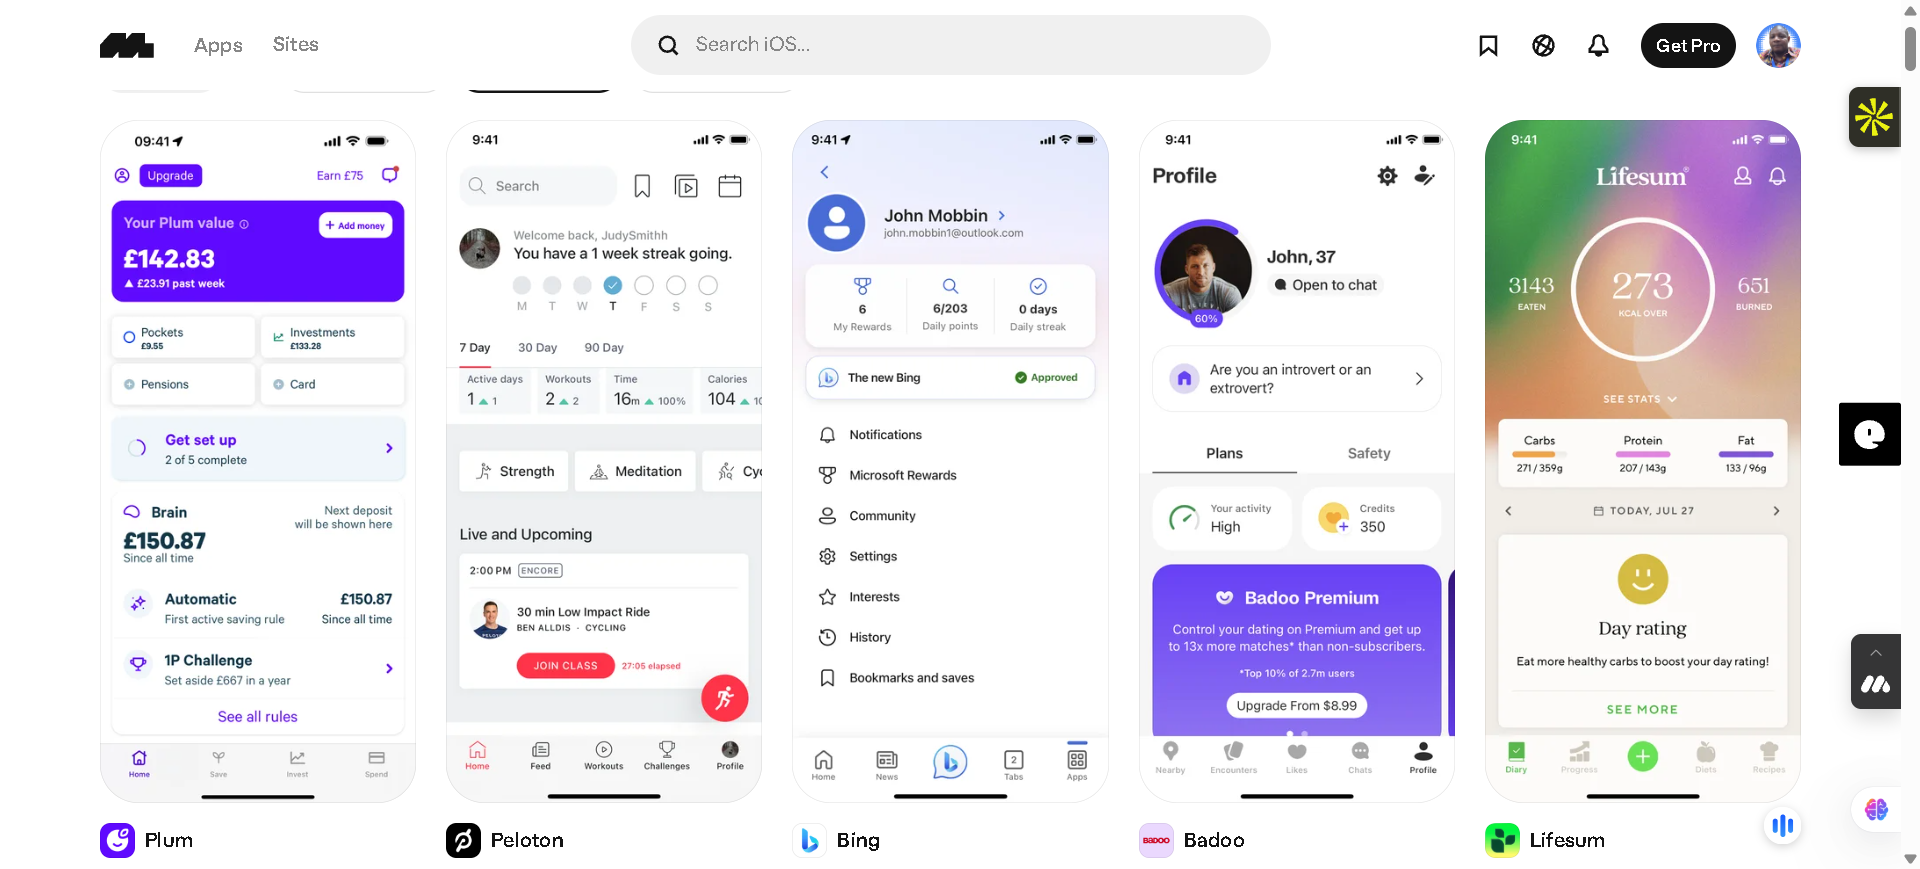 Apps
Sites
Search iOS...
Get Pro
09:41
Upgrade
Earn £75
Your Plum value
+ Add money
£142.83
▲ £23.91 past week
Pockets
£9.55
Investments
£133.28
Pensions
Card
Get set up
2 of 5 complete
Brain
Next deposit
will be shown here
£150.87
Since all time
Automatic
£150.87
First active saving rule
Since all time
1P Challenge
Set aside £667 in a year
See all rules
Home
Save
Invest
Spend
Plum
9:41
Search
Welcome back, JudySmithh
You have a 1 week streak going.
M T W T F S S
7 Day
30 Day
90 Day
Active days
1 ▲ 1
Workouts
2 ▲ 2
Time
16m ▲ 100%
Calories
104 ▲ 10
Strength
Meditation
Cyc
Live and Upcoming
2:00 PM
ENCORE
30 min Low Impact Ride
BEN ALLDIS · CYCLING
JOIN CLASS
27:05 elapsed
Home
Feed
Workouts
Challenges
Profile
Peloton
9:41
John Mobbin
john.mobbin1@outlook.com
6
My Rewards
6/203
Daily points
0 days
Daily streak
The new Bing
Approved
Notifications
Microsoft Rewards
Community
Settings
Interests
History
Bookmarks and saves
Home
News
2
Tabs
Apps
Bing
9:41
Profile
John, 37
Open to chat
60%
Are you an introvert or an
extrovert?
Plans
Safety
Your activity
High
Credits
350
Badoo Premium
Control your dating on Premium and get up
to 13x more matches* than non-subscribers.
*Top 10% of 2.7m users
Upgrade From $8.99
Nearby
Encounters
Likes
Chats
Profile
BADOO
Badoo
9:41
Lifesum®
3143
EATEN
273
KCAL OVER
651
BURNED
SEE STATS
Carbs
271 / 359g
Protein
207 / 143g
Fat
133 / 96g
TODAY, JUL 27
Day rating
Eat more healthy carbs to boost your day rating!
SEE MORE
Diary
Progress
Diets
Recipes
Lifesum